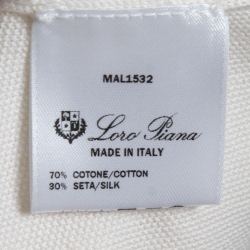 MAL1532
Loro Piana
MADE IN ITALY
70% COTONE/COTTON
30% SETA/SILK